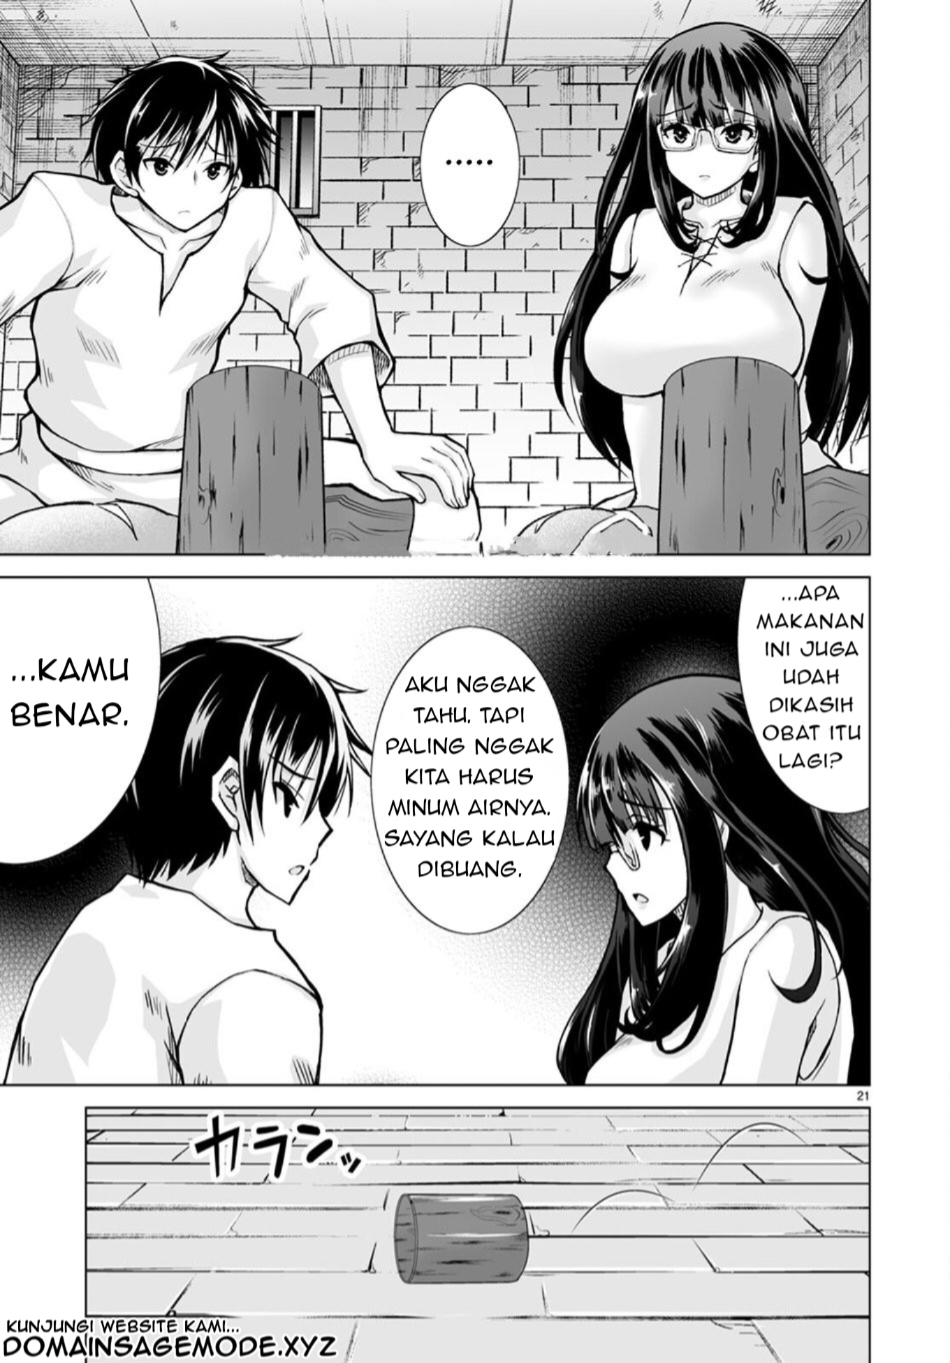 .....
...APA
MAKANAN
INI JUGA
UDAH
DIKASIH
OBAT ITU
LAGI?
AKU NGGAK
TAHU. TAPI
PALING NGGAK
KITA HARUS
MINUM AIRNYA.
SAYANG KALAU
DIBUANG.
...KAMU
BENAR.
21
カランッ
KUNJUNGI WEBSITE KAMI...
DOMAINSAGEMODE.XYZ